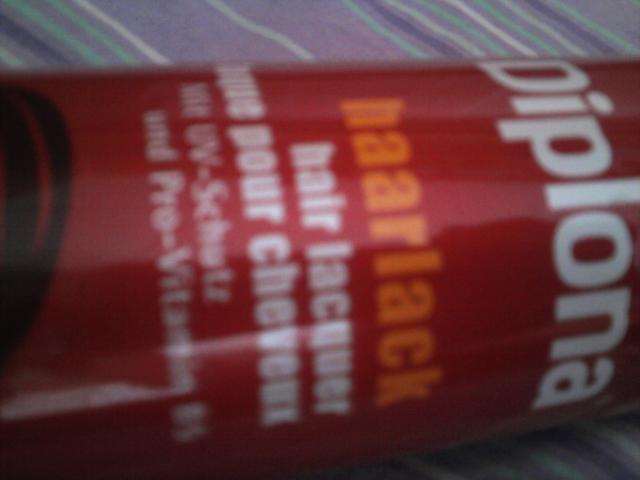 Diplona
haarlack
hair lacquer
laque pour cheveux
mit UV-Schutz
und Pro-Vitamin B5